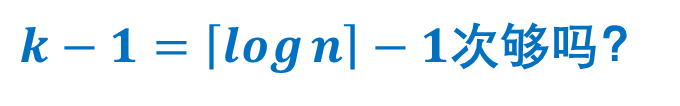 k − 1 = ⌈log n⌉ − 1次够吗？